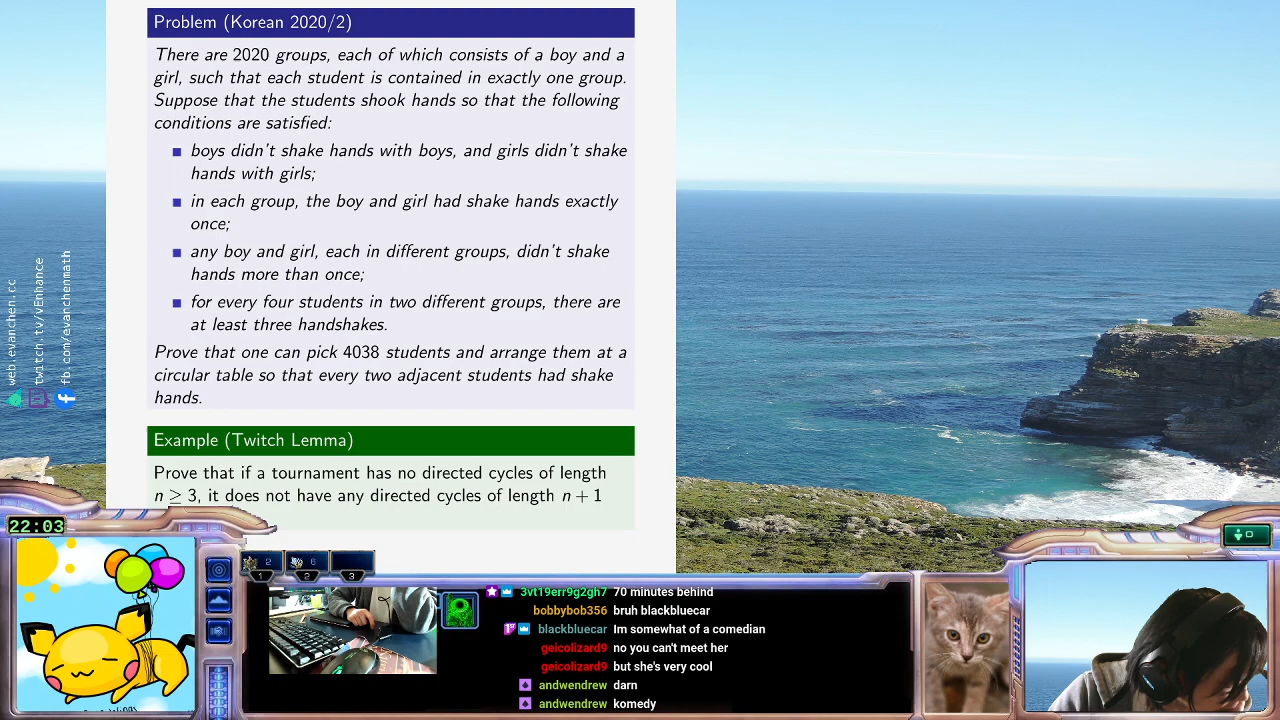 Problem (Korean 2020/2)
There are 2020 groups, each of which consists of a boy and a
girl, such that each student is contained in exactly one group.
Suppose that the students shook hands so that the following
conditions are satisfied:
boys didn't shake hands with boys, and girls didn't shake
hands with girls;
in each group, the boy and girl had shake hands exactly
once;
any boy and girl, each in different groups, didn't shake
hands more than once;
for every four students in two different groups, there are
at least three handshakes.
Prove that one can pick 4038 students and arrange them at a
circular table so that every two adjacent students had shake
hands.
Example (Twitch Lemma)
Prove that if a tournament has no directed cycles of length
n ≥ 3, it does not have any directed cycles of length n + 1
web.evanchen.cc
twitch.tv/vEnhance
fb.com/evanchenmath
22:03
2
6
1
2
3
3vt19err9g2gh7 70 minutes behind
bobbybob356 bruh blackbluecar
blackbluecar Im somewhat of a comedian
geicolizard9 no you can't meet her
geicolizard9 but she's very cool
andwendrew darn
andwendrew komedy